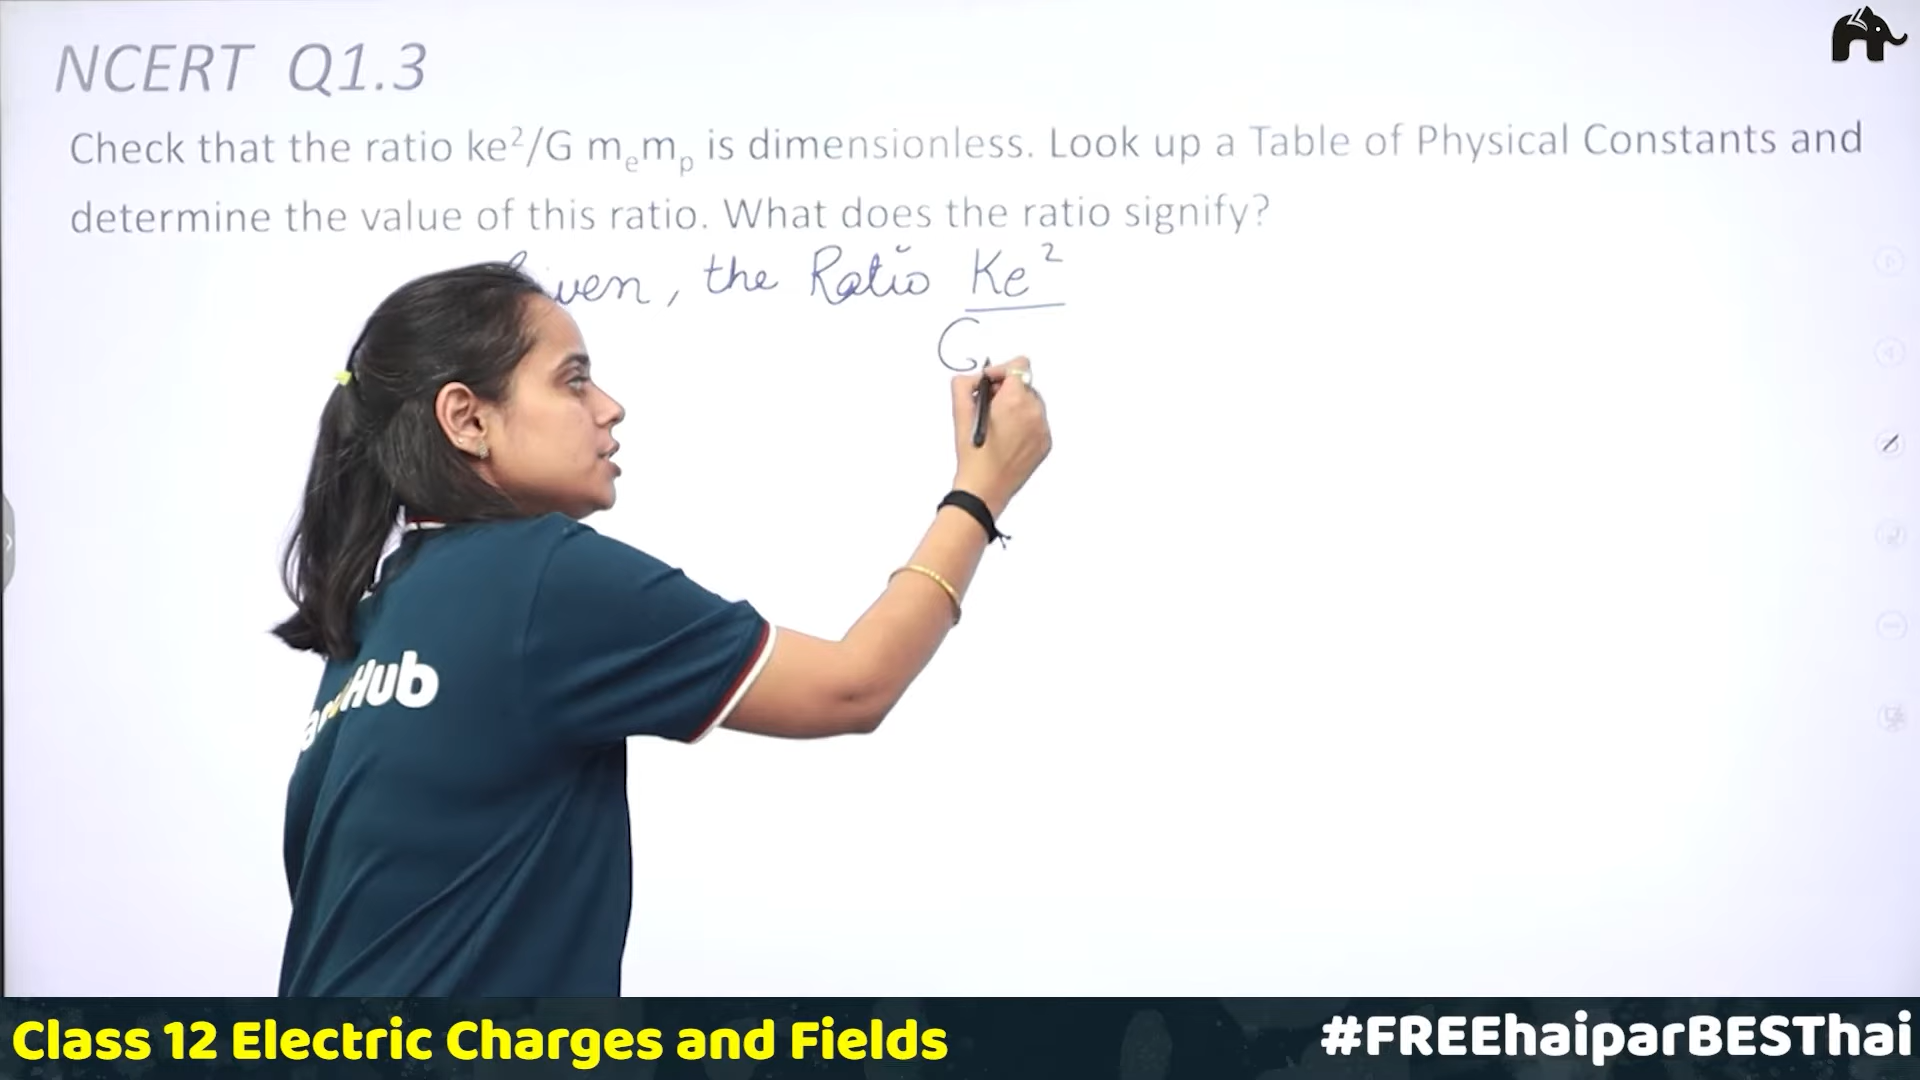 NCERT Q1.3
Check that the ratio ke²/G mₑmₚ is dimensionless. Look up a Table of Physical Constants and
determine the value of this ratio. What does the ratio signify?
, the Ratio Ke²
G
Hub
Class 12 Electric Charges and Fields
#FREEhaiparBESThai